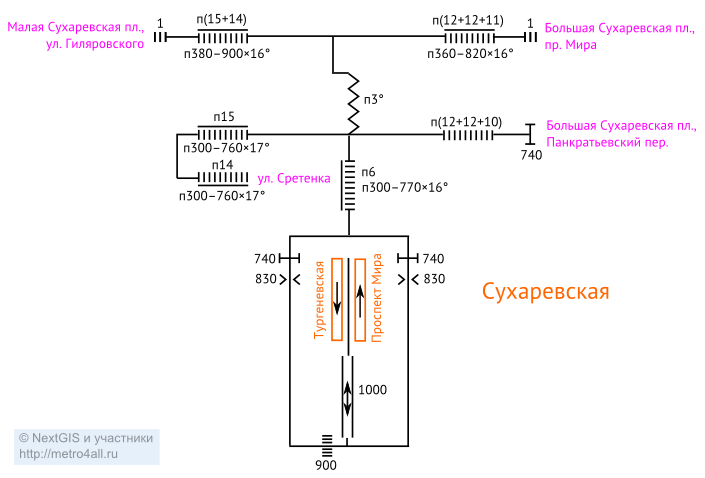 Малая Сухаревская пл.,
ул. Гиляровского
1
п(15+14)
п380–900×16°
п(12+12+11)
п360–820×16°
1
Большая Сухаревская пл.,
пр. Мира
п3°
п15
п300–760×17°
п14
п300–760×17°
ул. Сретенка
п(12+12+10)
740
Большая Сухаревская пл.,
Панкратьевский пер.
п6
п300–770×16°
740
830
740
830
Тургеневская
Проспект Мира
Сухаревская
1000
900
© NextGIS и участники
http://metro4all.ru